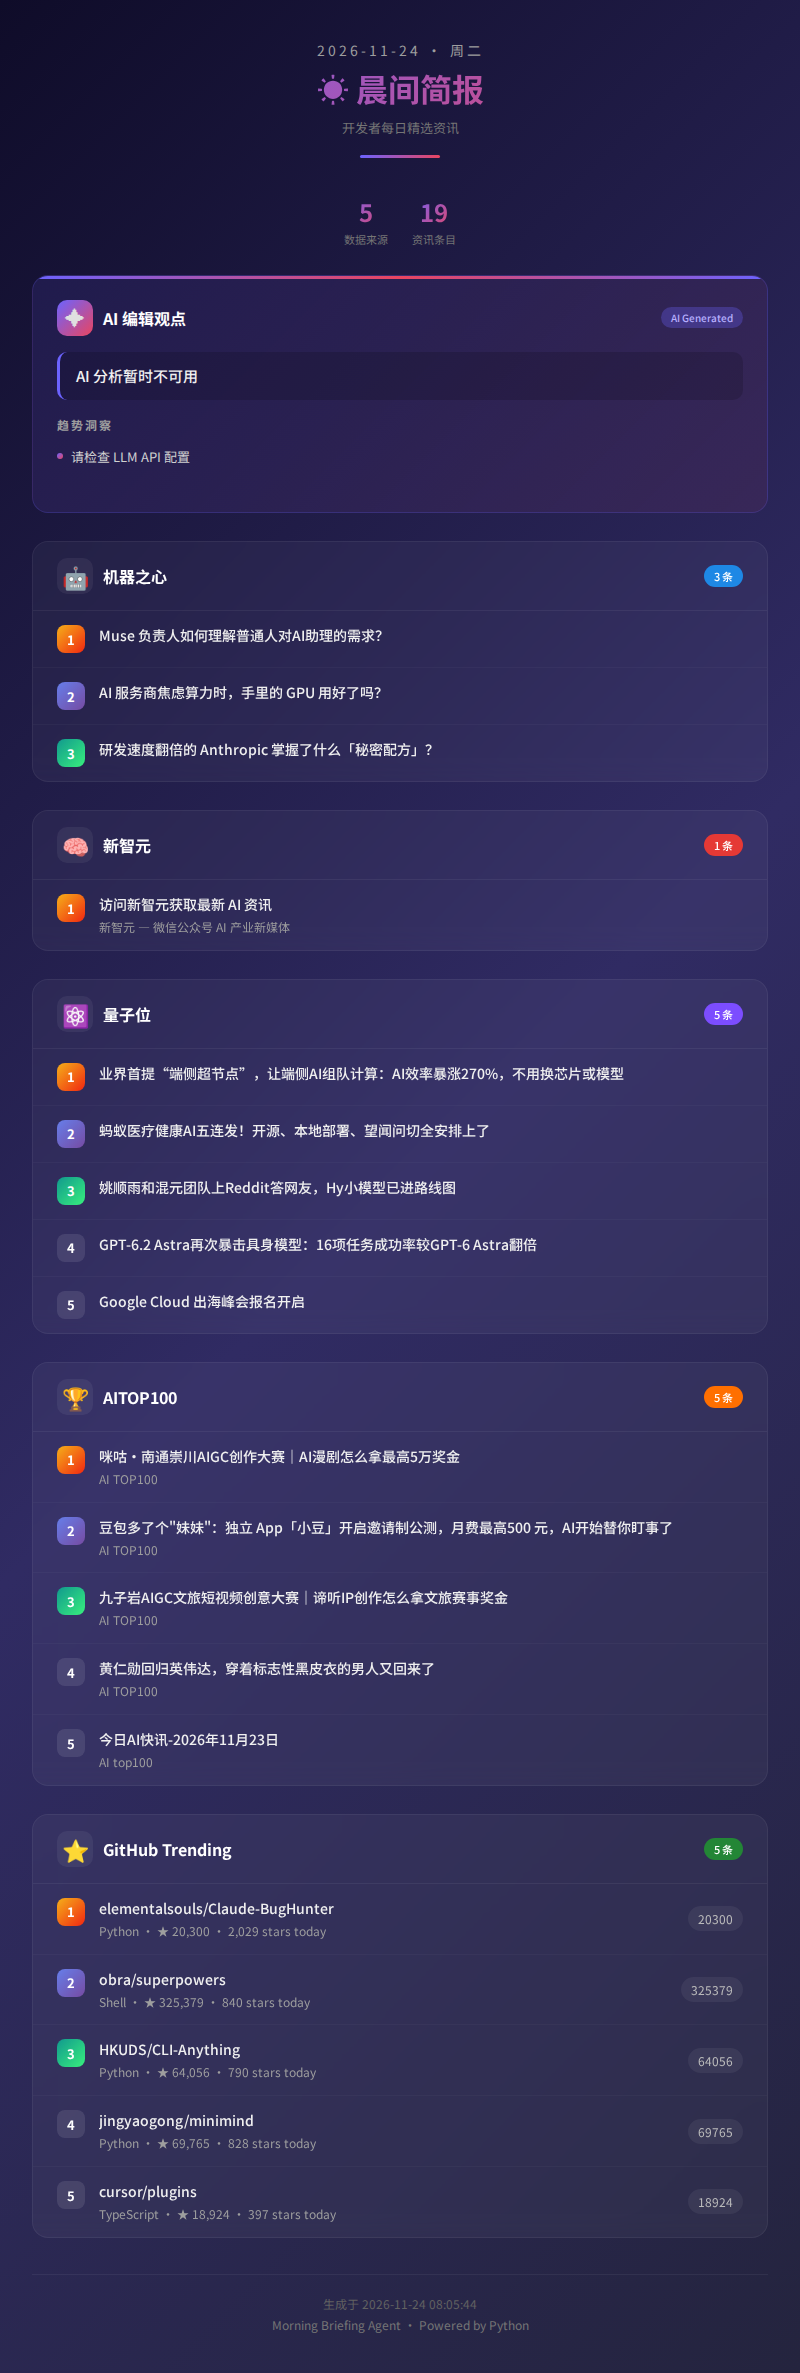 2026-11-24 · 周二
☀ 晨间简报
开发者每日精选资讯
5
数据来源
19
资讯条目
AI 编辑观点
AI Generated
AI 分析暂时不可用
趋势洞察
请检查 LLM API 配置
机器之心
3 条
1
Muse 负责人如何理解普通人对AI助理的需求？
2
AI 服务商焦虑算力时，手里的 GPU 用好了吗？
3
研发速度翻倍的 Anthropic 掌握了什么「秘密配方」？
新智元
1 条
1
访问新智元获取最新 AI 资讯
新智元 — 微信公众号 AI 产业新媒体
量子位
5 条
1
业界首提“端侧超节点”，让端侧AI组队计算：AI效率暴涨270%，不用换芯片或模型
2
蚂蚁医疗健康AI五连发！开源、本地部署、望闻问切全安排上了
3
姚顺雨和混元团队上Reddit答网友，Hy小模型已进路线图
4
GPT-6.2 Astra再次暴击具身模型：16项任务成功率较GPT-6 Astra翻倍
5
Google Cloud 出海峰会报名开启
AITOP100
5 条
1
咪咕·南通崇川AIGC创作大赛｜AI漫剧怎么拿最高5万奖金
AI TOP100
2
豆包多了个"妹妹"：独立 App「小豆」开启邀请制公测，月费最高500 元，AI开始替你盯事了
AI TOP100
3
九子岩AIGC文旅短视频创意大赛｜谛听IP创作怎么拿文旅赛事奖金
AI TOP100
4
黄仁勋回归英伟达，穿着标志性黑皮衣的男人又回来了
AI TOP100
5
今日AI快讯-2026年11月23日
AI top100
GitHub Trending
5 条
1
elementalsouls/Claude-BugHunter
Python · ★ 20,300 · 2,029 stars today
20300
2
obra/superpowers
Shell · ★ 325,379 · 840 stars today
325379
3
HKUDS/CLI-Anything
Python · ★ 64,056 · 790 stars today
64056
4
jingyaogong/minimind
Python · ★ 69,765 · 828 stars today
69765
5
cursor/plugins
TypeScript · ★ 18,924 · 397 stars today
18924
生成于 2026-11-24 08:05:44
Morning Briefing Agent · Powered by Python